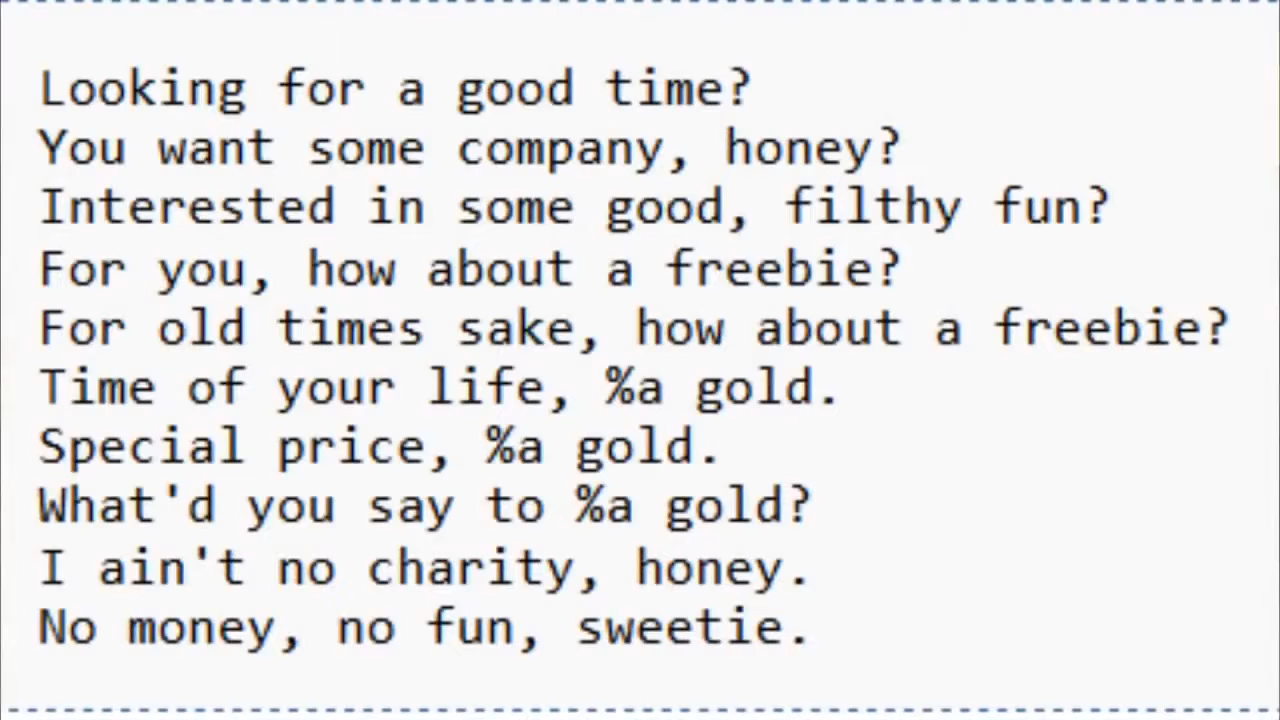 Looking for a good time?
You want some company, honey?
Interested in some good, filthy fun?
For you, how about a freebie?
For old times sake, how about a freebie?
Time of your life, %a gold.
Special price, %a gold.
What'd you say to %a gold?
I ain't no charity, honey.
No money, no fun, sweetie.